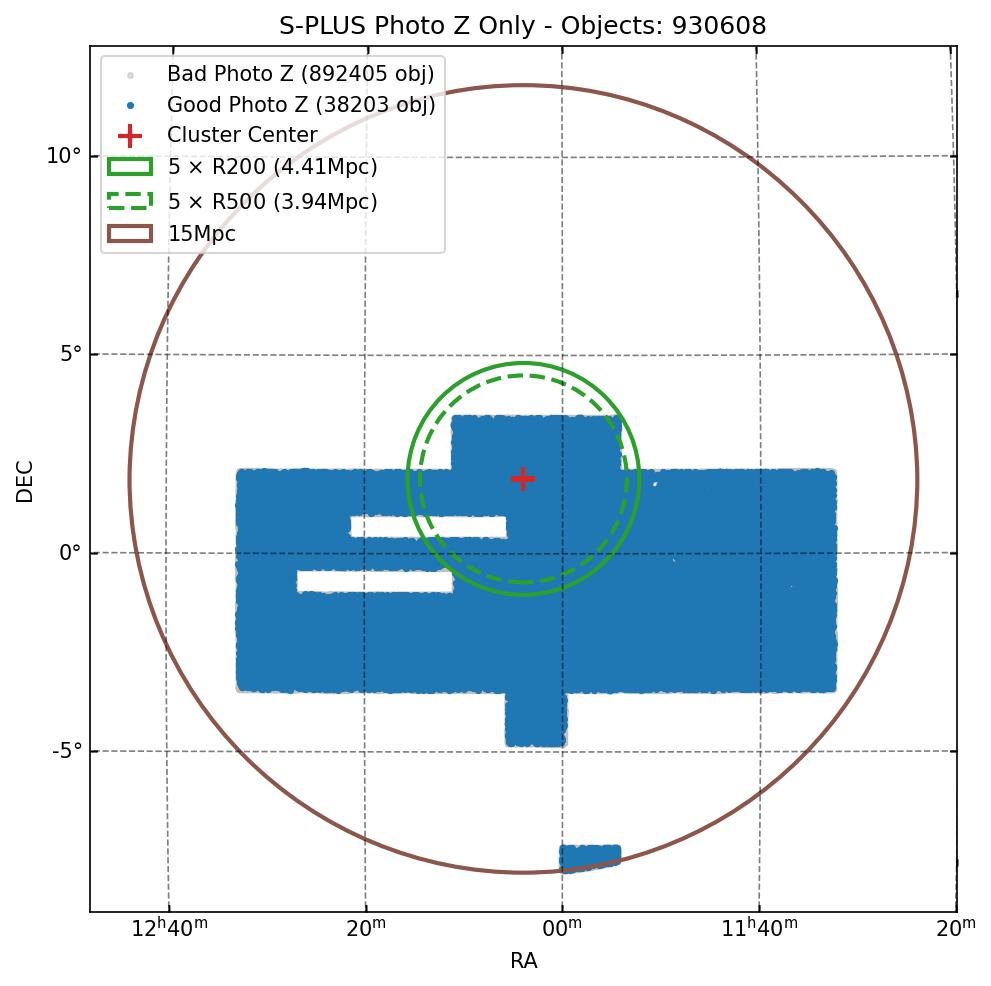 S-PLUS Photo Z Only - Objects: 930608
Bad Photo Z (892405 obj)
Good Photo Z (38203 obj)
Cluster Center
5 × R200 (4.41Mpc)
5 × R500 (3.94Mpc)
15Mpc
10°
5°
0°
-5°
DEC
12ʰ40ᵐ 20ᵐ 00ᵐ 11ʰ40ᵐ 20ᵐ
RA